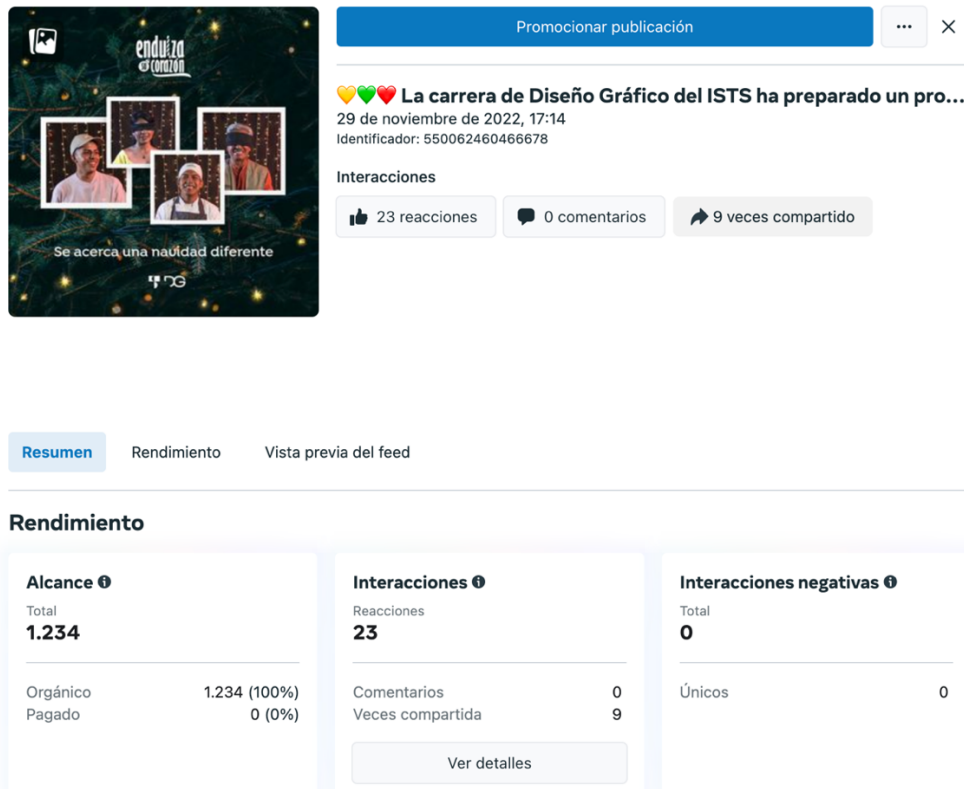 enduLza
el corazón
Se acerca una navidad diferente
DG
Promocionar publicación
💛💚❤️ La carrera de Diseño Gráfico del ISTS ha preparado un pro...
29 de noviembre de 2022, 17:14
Identificador: 550062460466678
Interacciones
23 reacciones
0 comentarios
9 veces compartido
Resumen
Rendimiento
Vista previa del feed
Rendimiento
Alcance
Total
1.234
Orgánico 1.234 (100%)
Pagado 0 (0%)
Interacciones
Reacciones
23
Comentarios 0
Veces compartida 9
Ver detalles
Interacciones negativas
Total
0
Únicos 0